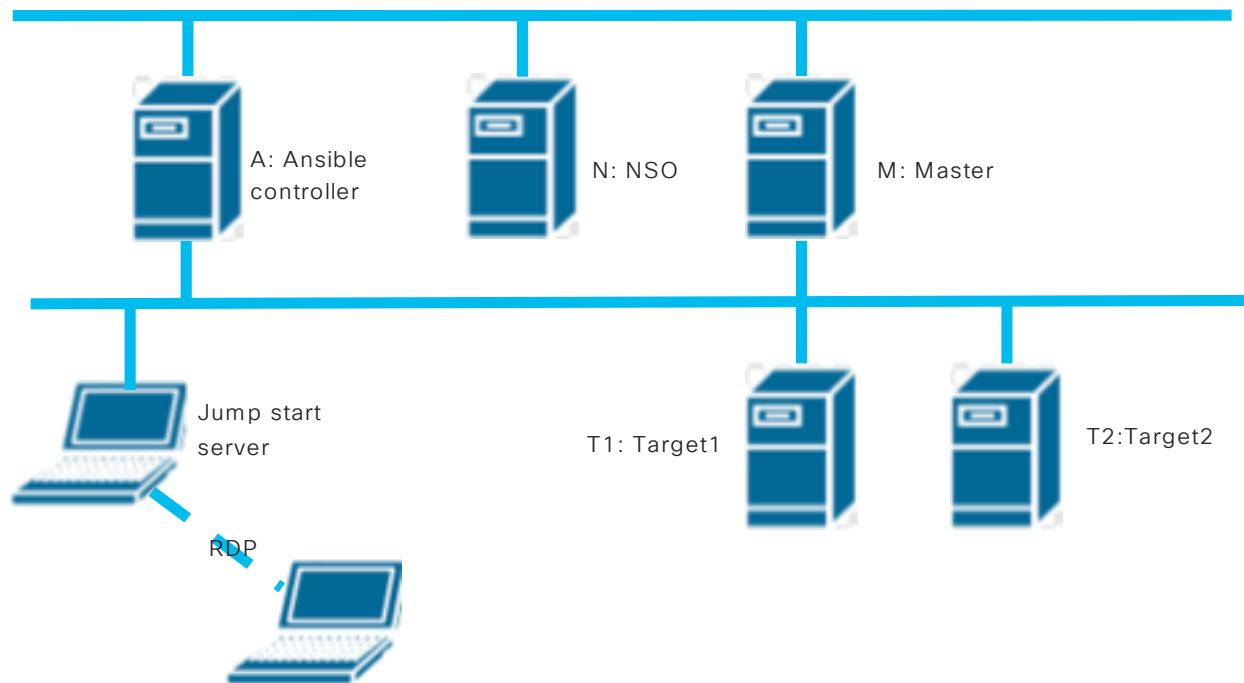 A: Ansible
controller
N: NSO
M: Master
Jump start
server
T1: Target1
T2:Target2
RDP